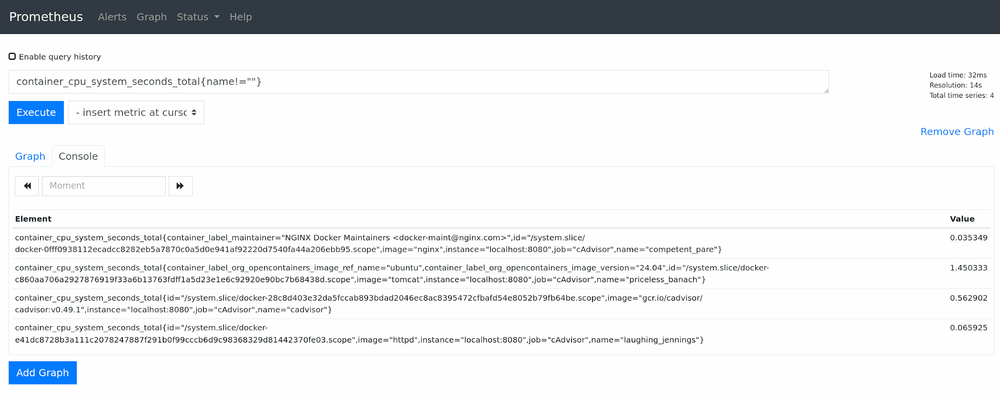 Prometheus Alerts Graph Status Help
Enable query history
container_cpu_system_seconds_total{name!=""}
Load time: 32ms
Resolution: 14s
Total time series: 4
Execute - insert metric at curso
Remove Graph
Graph Console
Moment
Element Value
container_cpu_system_seconds_total{container_label_maintainer="NGINX Docker Maintainers <docker-maint@nginx.com>",id="/system.slice/ 0.035349
docker-0fff0938112ecadcc8282eb5a7870c0a5d0e941af92220d7540fa44a206ebb95.scope",image="nginx",instance="localhost:8080",job="cAdvisor",name="competent_pare"}
container_cpu_system_seconds_total{container_label_org_opencontainers_image_ref_name="ubuntu",container_label_org_opencontainers_image_version="24.04",id="/system.slice/docker- 1.450333
c860aa706a2927876919f33a6b13763fdff1a5d23e1e6c92920e90bc7b68438d.scope",image="tomcat",instance="localhost:8080",job="cAdvisor",name="priceless_banach"}
container_cpu_system_seconds_total{id="/system.slice/docker-28c8d403e32da5fccab893bdad2046ec8ac8395472cfbafd54e8052b79fb64be.scope",image="gcr.io/cadvisor/ 0.562902
cadvisor:v0.49.1",instance="localhost:8080",job="cAdvisor",name="cadvisor"}
container_cpu_system_seconds_total{id="/system.slice/docker- 0.065925
e41dc8728b3a111c2078247887f291b0f99cccb6d9c98368329d81442370fe03.scope",image="httpd",instance="localhost:8080",job="cAdvisor",name="laughing_jennings"}
Add Graph